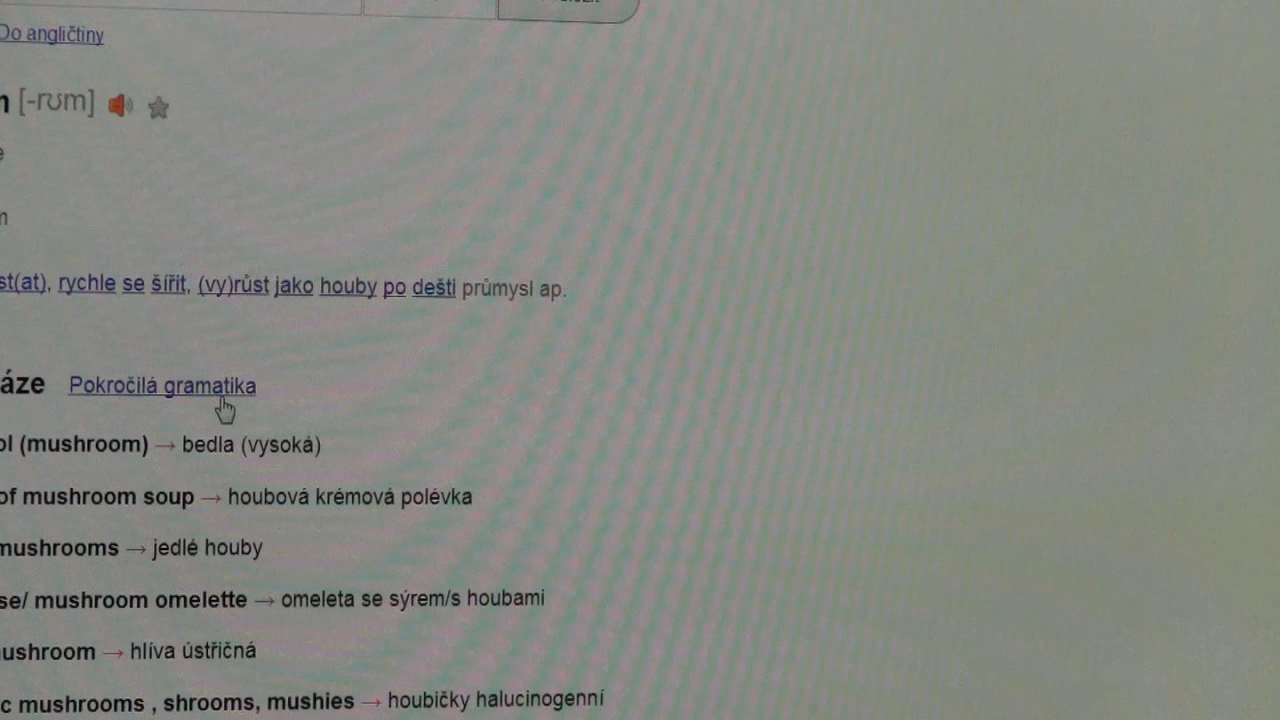 Do angličtiny
[-rʊm]
st(at), rychle se šířit, (vy)růst jako houby po dešti průmysl ap.
áze Pokročilá gramatika
ol (mushroom) → bedla (vysoká)
of mushroom soup → houbová krémová polévka
mushrooms → jedlé houby
se/ mushroom omelette → omeleta se sýrem/s houbami
ushroom → hlíva ústřičná
c mushrooms , shrooms, mushies → houbičky halucinogenní